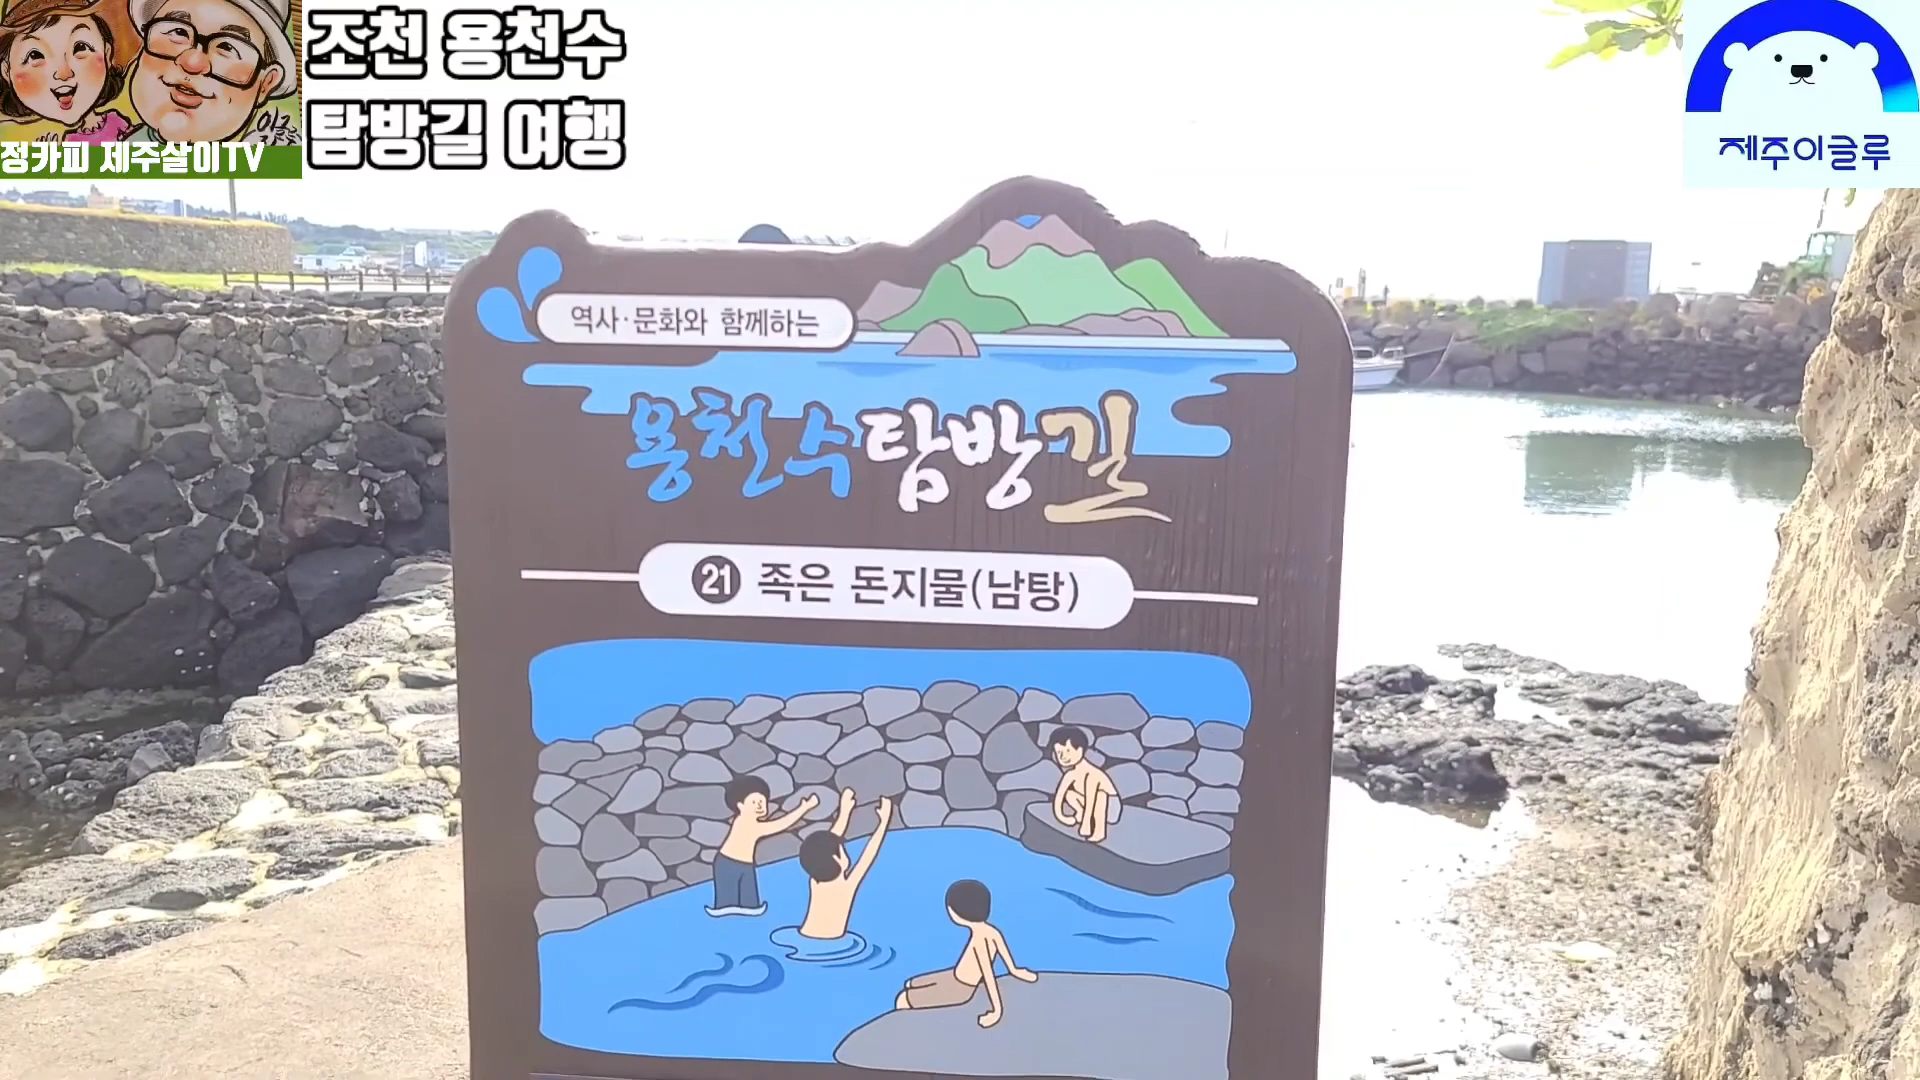 조천 용천수
탐방길 여행
정카피 제주살이TV
제주이글루
역사·문화와 함께하는
용천수탐방길
21 족은 돈지물(남탕)